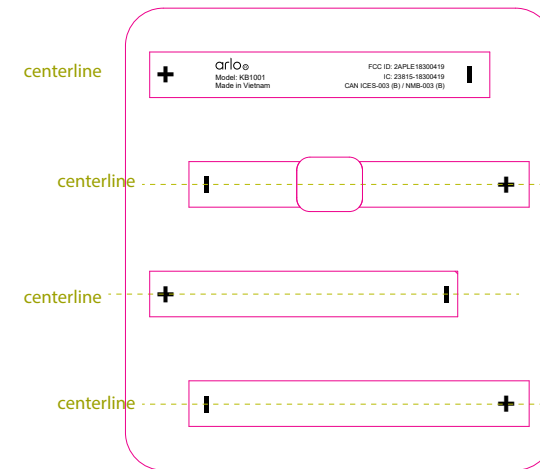 centerline
arlo
Model: KB1001
Made in Vietnam
FCC ID: 2APLE18300419
IC: 23815-18300419
CAN ICES-003 (B) / NMB-003 (B)
+
centerline
+
centerline
+
centerline
+